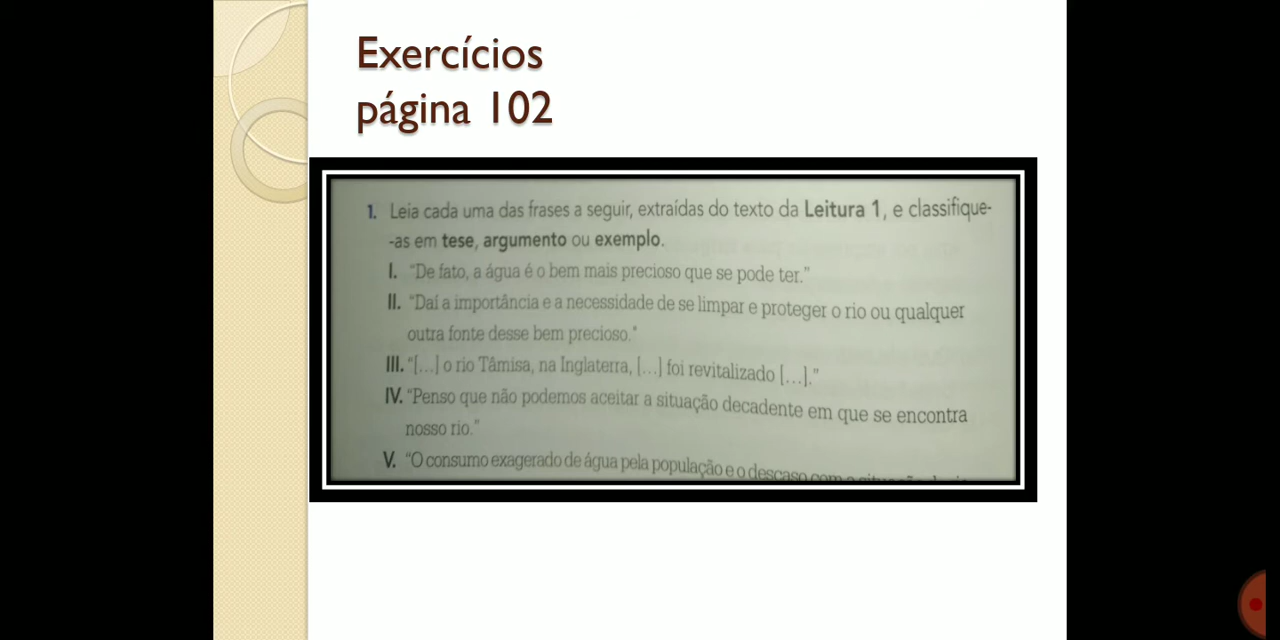 Exercícios
página 102
1. Leia cada uma das frases a seguir, extraídas do texto da Leitura 1, e classifique-
-as em tese, argumento ou exemplo.
I. “De fato, a água é o bem mais precioso que se pode ter.”
II. “Daí a importância e a necessidade de se limpar e proteger o rio ou qualquer
outra fonte desse bem precioso.”
III. “[...] o rio Tâmisa, na Inglaterra, [...] foi revitalizado [...].”
IV. “Penso que não podemos aceitar a situação decadente em que se encontra
nosso rio.”
V. “O consumo exagerado de água pela população e o descaso com a situação